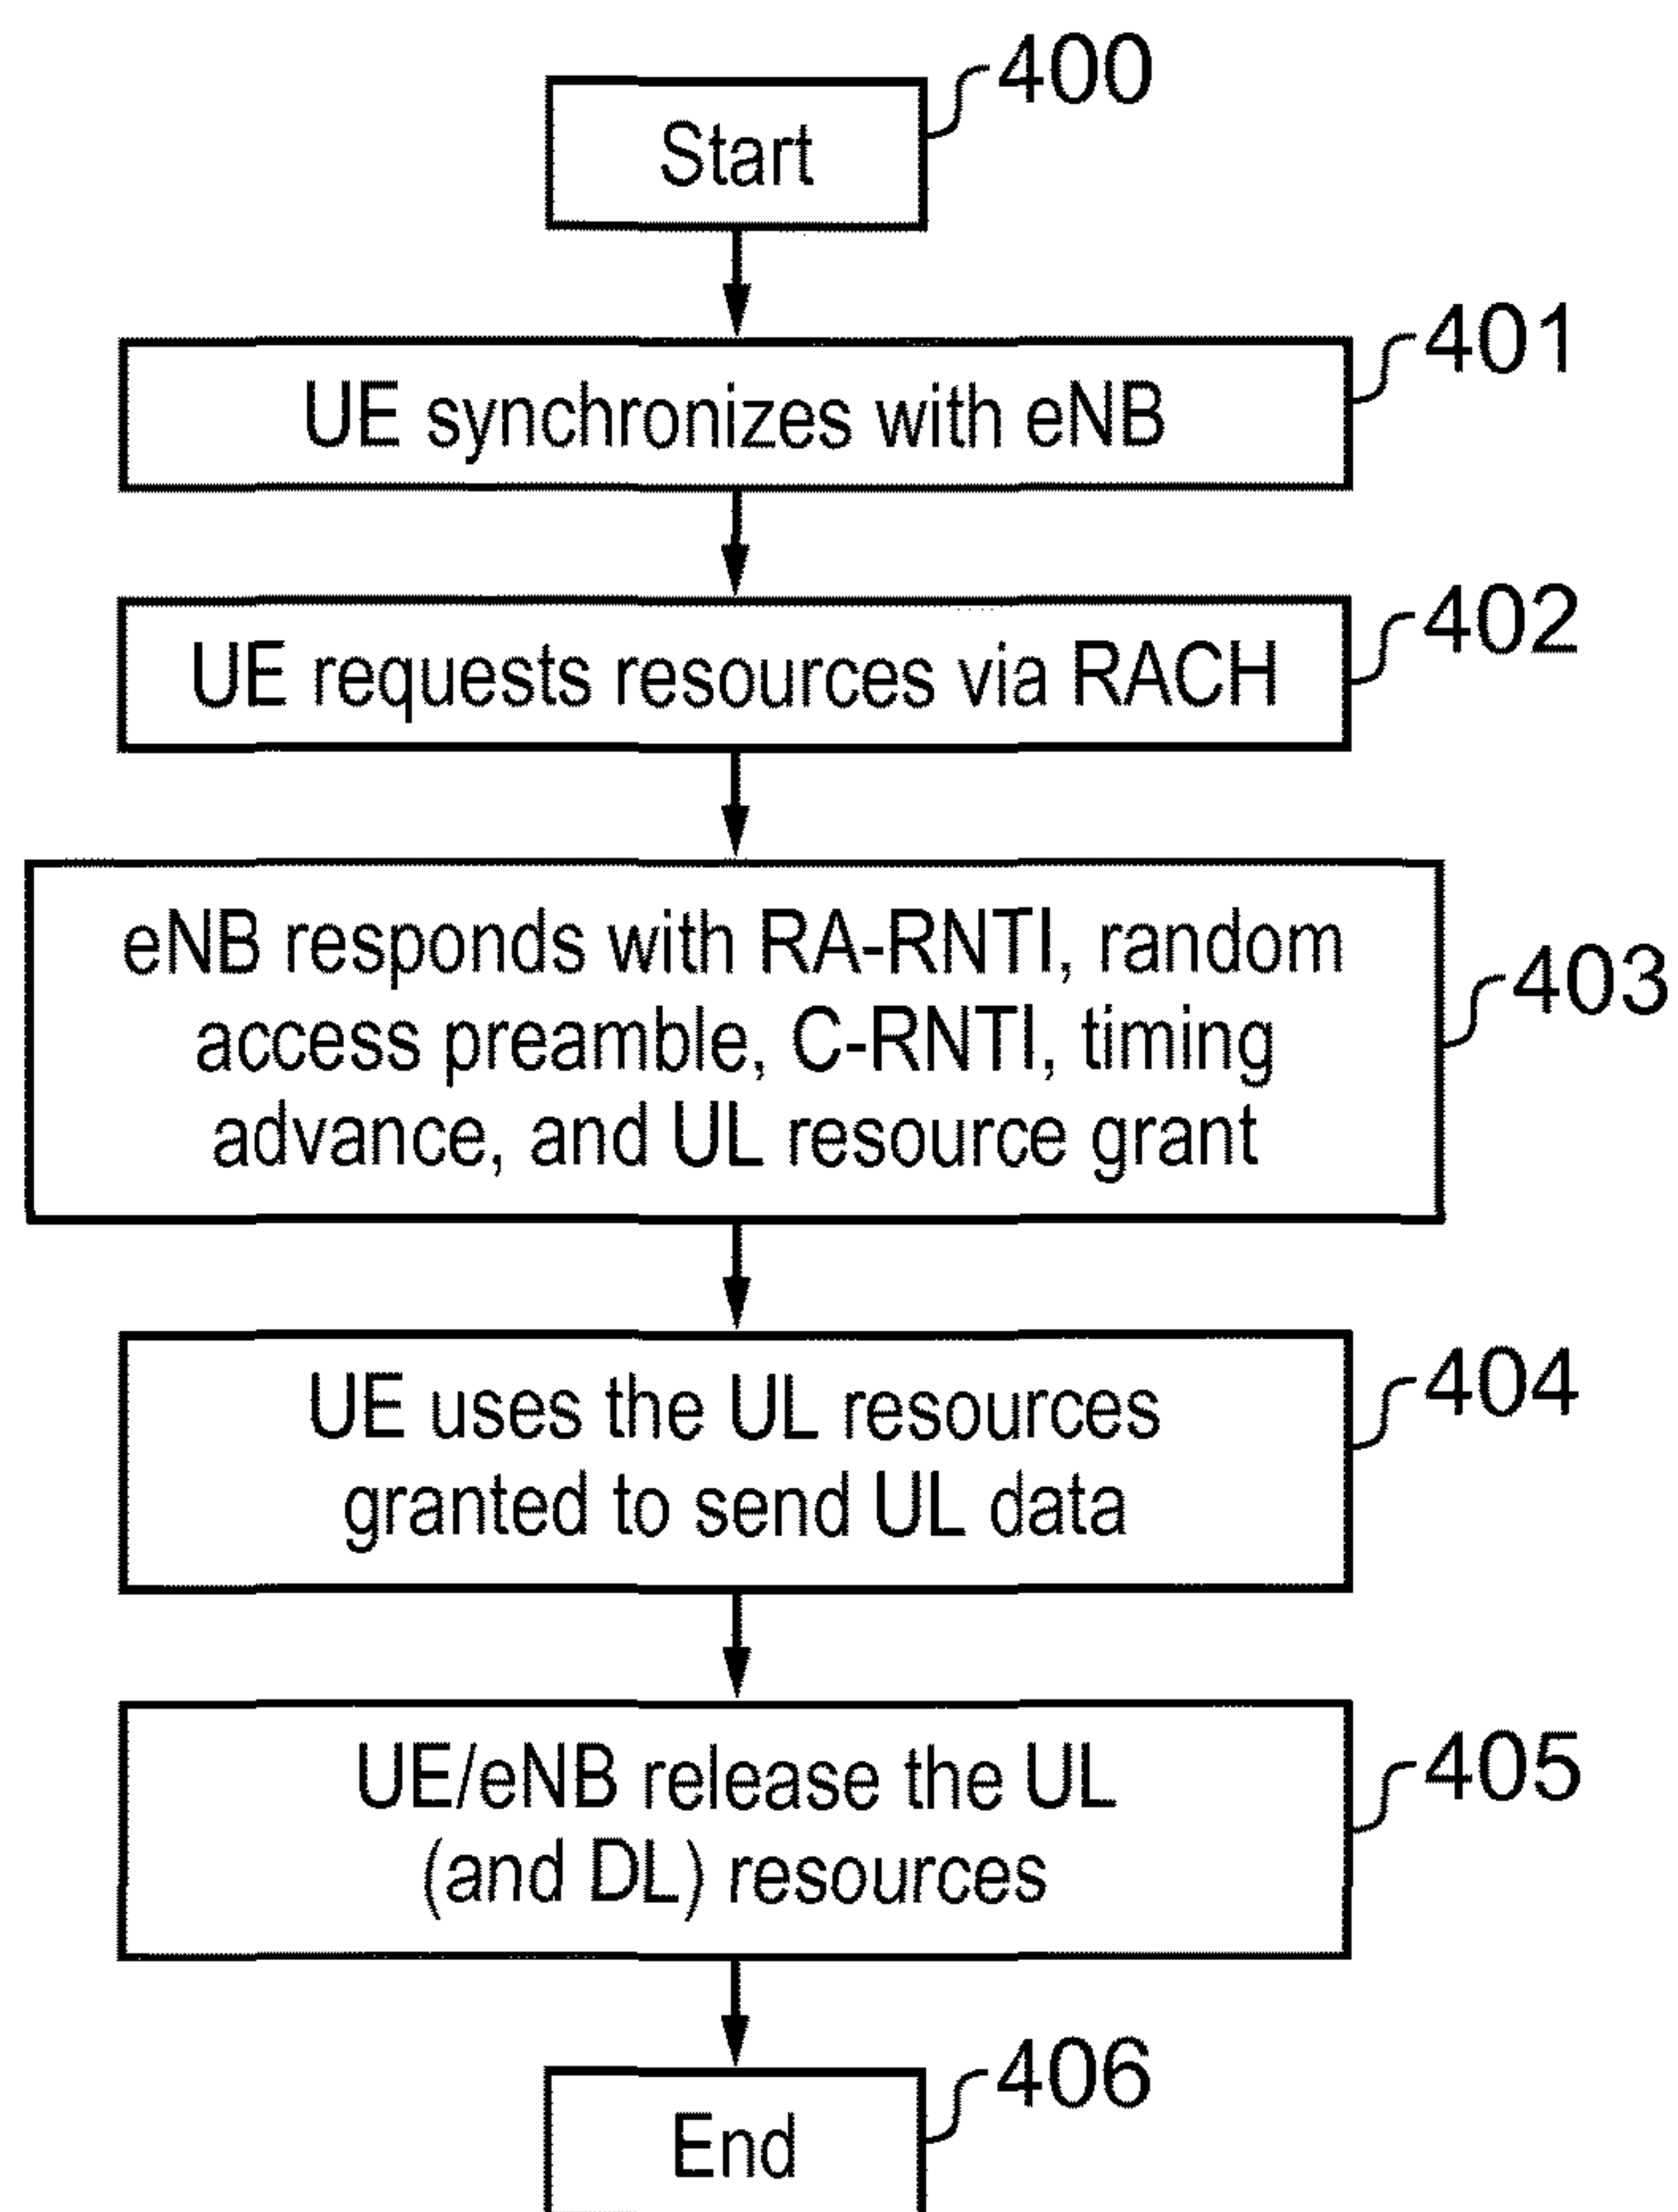 Start
400
UE synchronizes with eNB
401
UE requests resources via RACH
402
eNB responds with RA-RNTI, random
access preamble, C-RNTI, timing
advance, and UL resource grant
403
UE uses the UL resources
granted to send UL data
404
UE/eNB release the UL
(and DL) resources
405
End
406